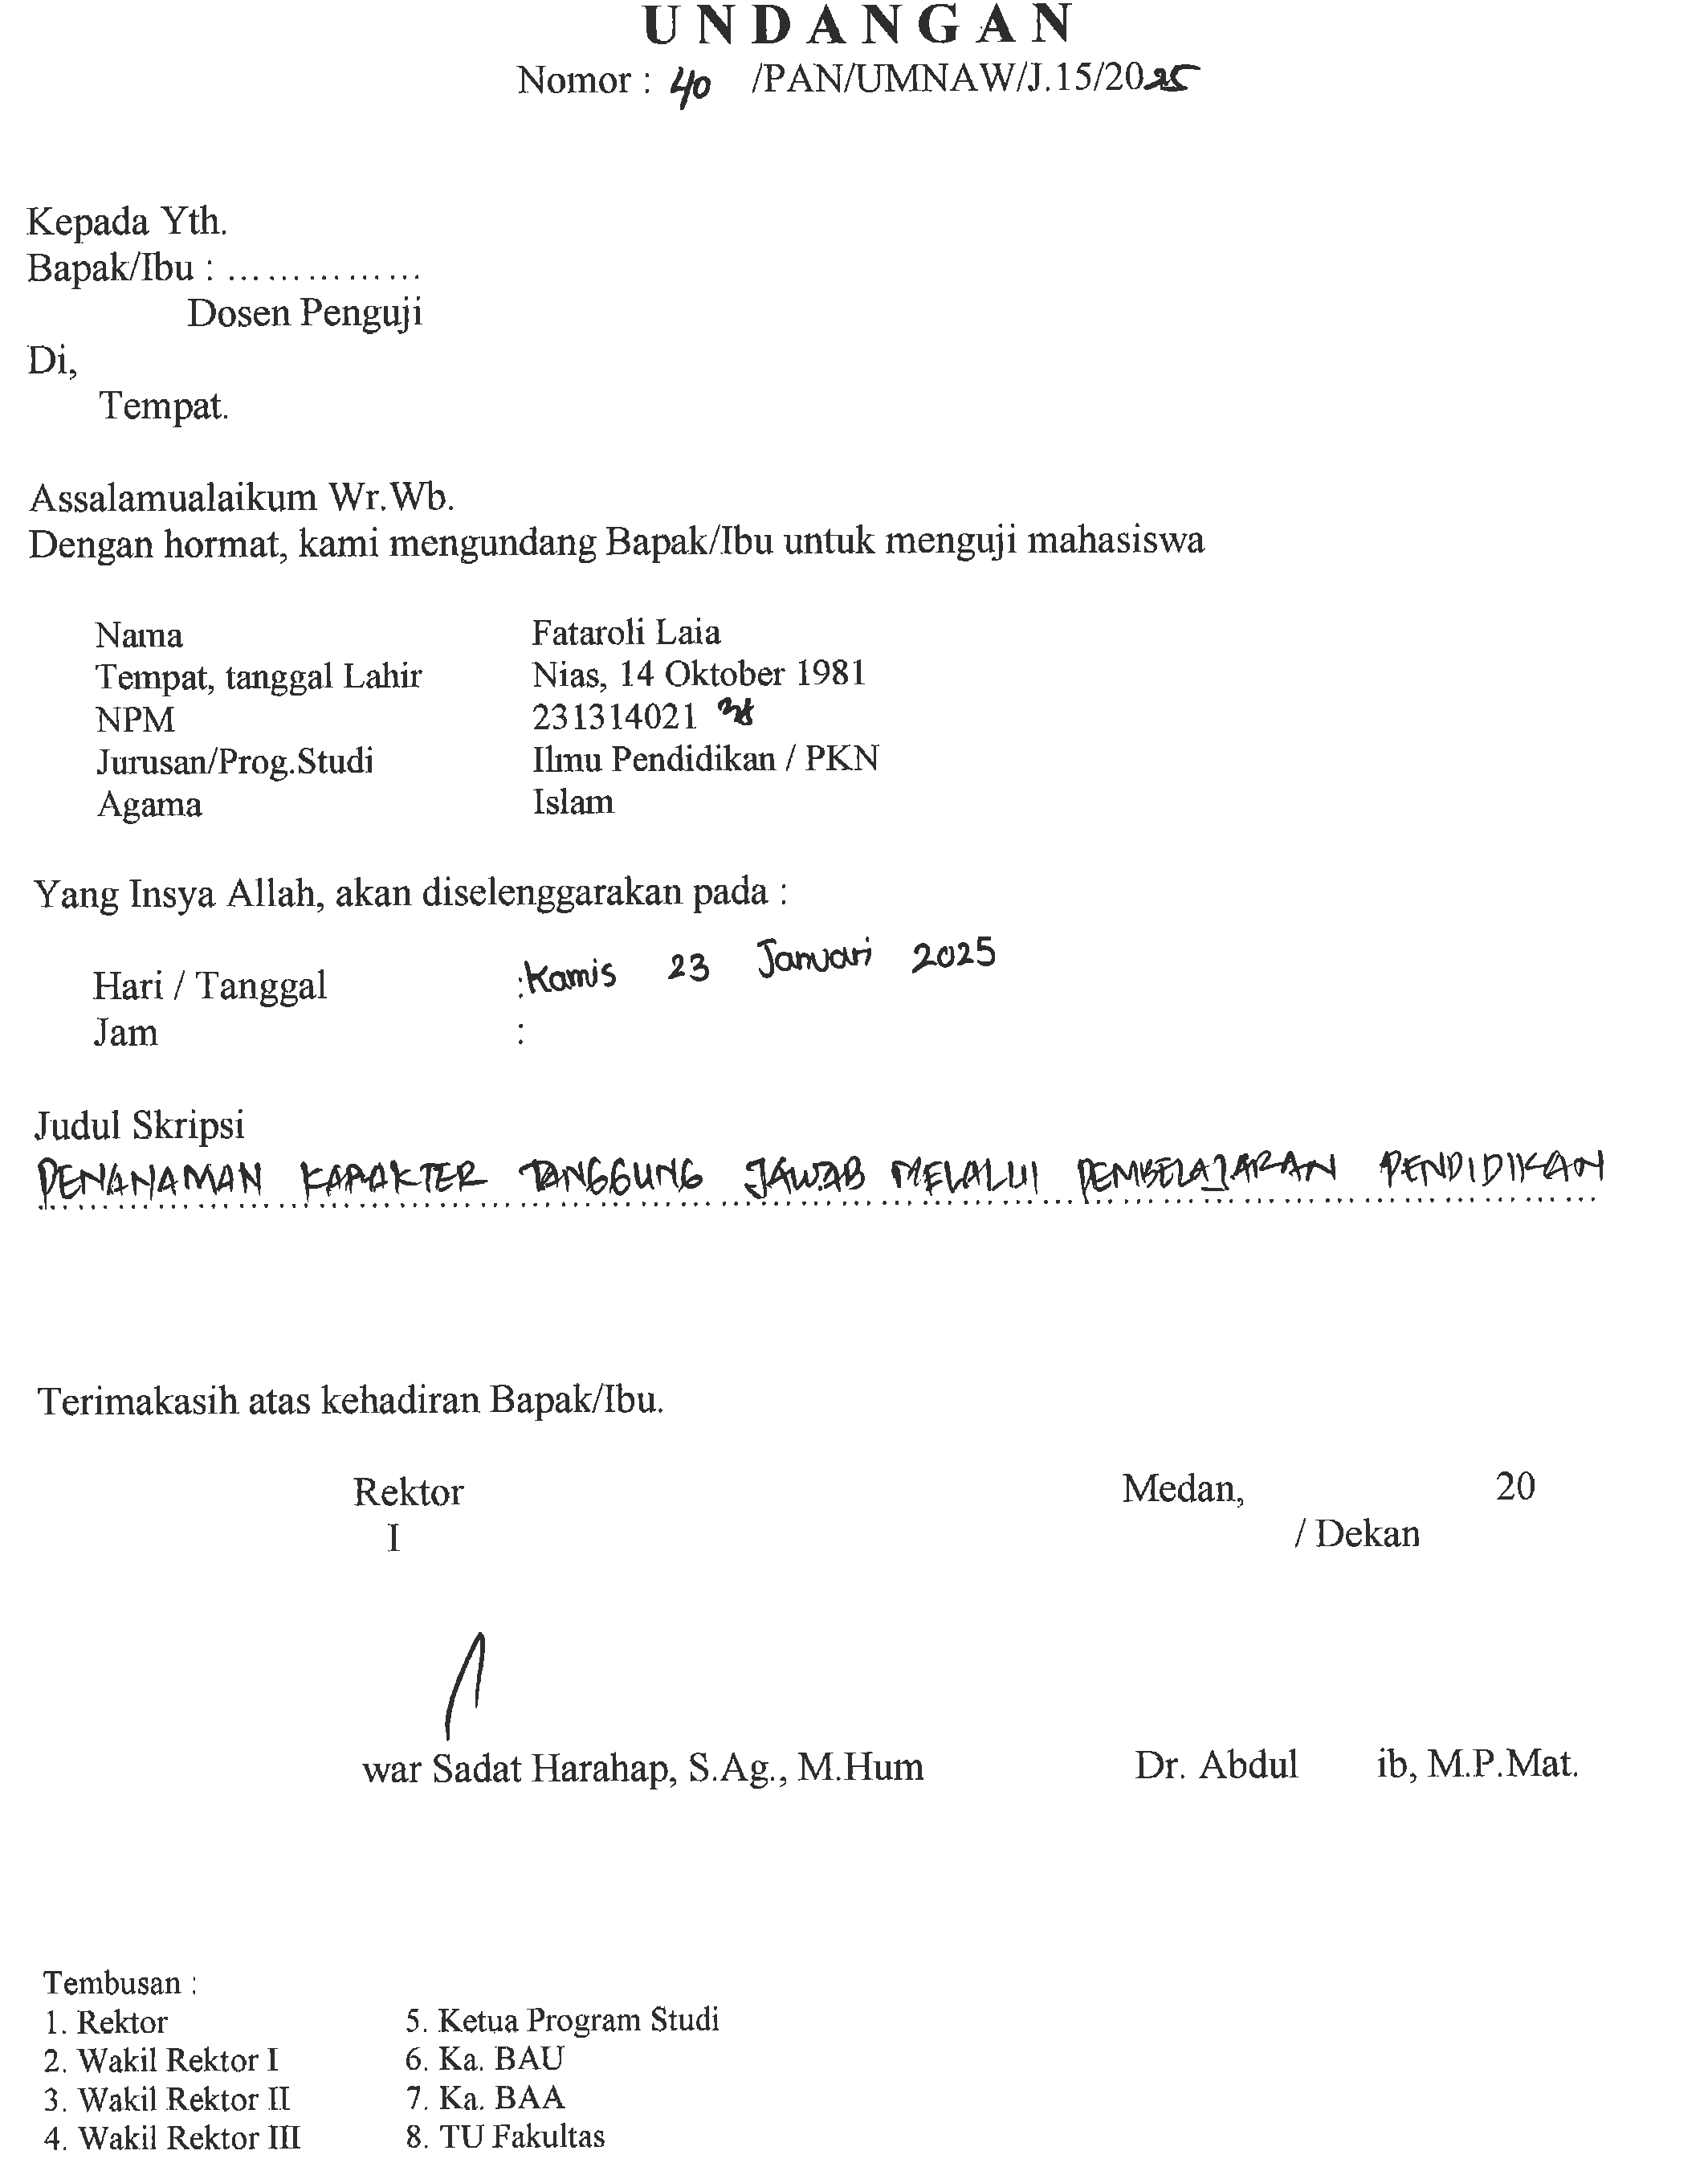 UNDANGAN
Nomor : 40 /PAN/UMNAW/J.15/2025
Kepada Yth.
Bapak/Ibu : ...............
Dosen Penguji
Di,
Tempat.
Assalamualaikum Wr.Wb.
Dengan hormat, kami mengundang Bapak/Ibu untuk menguji mahasiswa
Nama Fataroli Laia
Tempat, tanggal Lahir Nias, 14 Oktober 1981
NPM 231314021
Jurusan/Prog.Studi Ilmu Pendidikan / PKN
Agama Islam
Yang Insya Allah, akan diselenggarakan pada :
Hari / Tanggal : Kamis 23 Januari 2025
Jam :
Judul Skripsi
PENANAMAN KARAKTER TANGGUNG JAWAB MELALUI PEMBELAJARAN PENDIDIKAN
Terimakasih atas kehadiran Bapak/Ibu.
Rektor Medan, 20
I / Dekan
war Sadat Harahap, S.Ag., M.Hum Dr. Abdul ib, M.P.Mat.
Tembusan :
1. Rektor 5. Ketua Program Studi
2. Wakil Rektor I 6. Ka. BAU
3. Wakil Rektor II 7. Ka. BAA
4. Wakil Rektor III 8. TU Fakultas